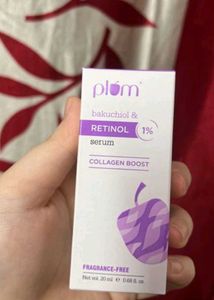 plum
bakuchiol &
RETINOL 1%
serum
COLLAGEN BOOST
FRAGRANCE-FREE
Net vol. 20 ml ℮ 0.68 fl. oz